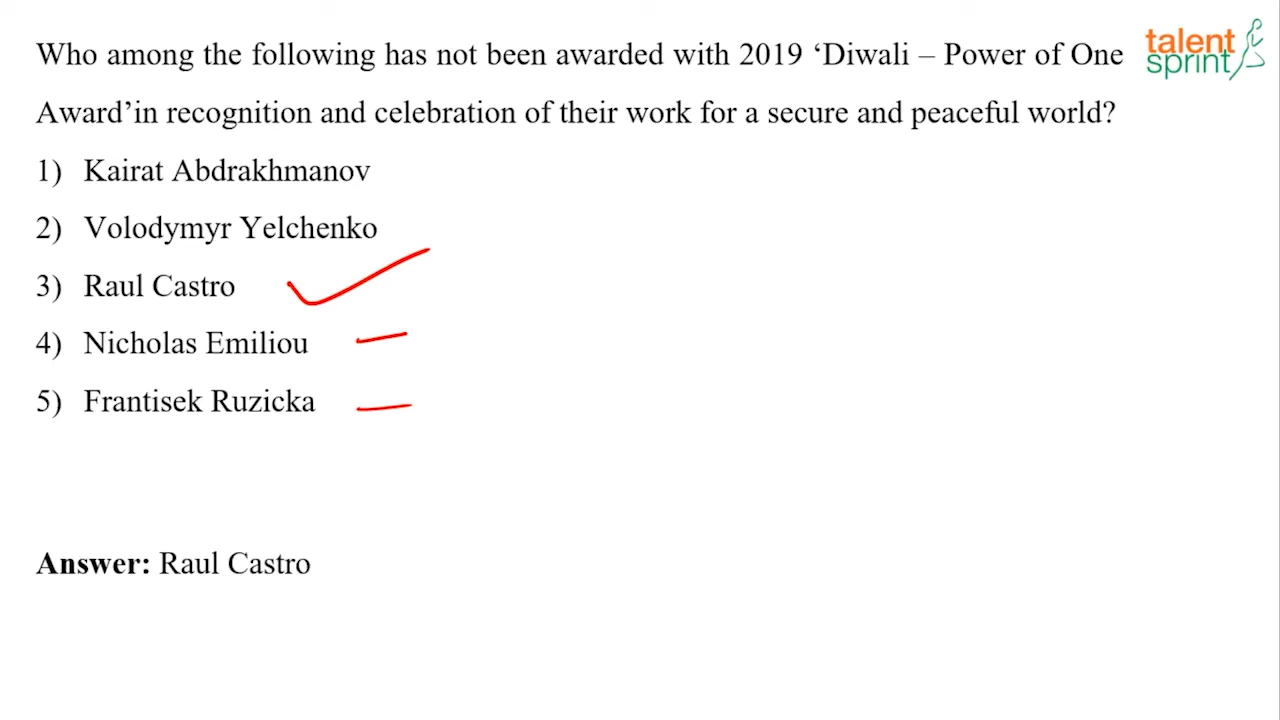 Who among the following has not been awarded with 2019 ‘Diwali – Power of One
Award’in recognition and celebration of their work for a secure and peaceful world?
1) Kairat Abdrakhmanov
2) Volodymyr Yelchenko
3) Raul Castro
4) Nicholas Emiliou
5) Frantisek Ruzicka
Answer: Raul Castro
talent
sprint